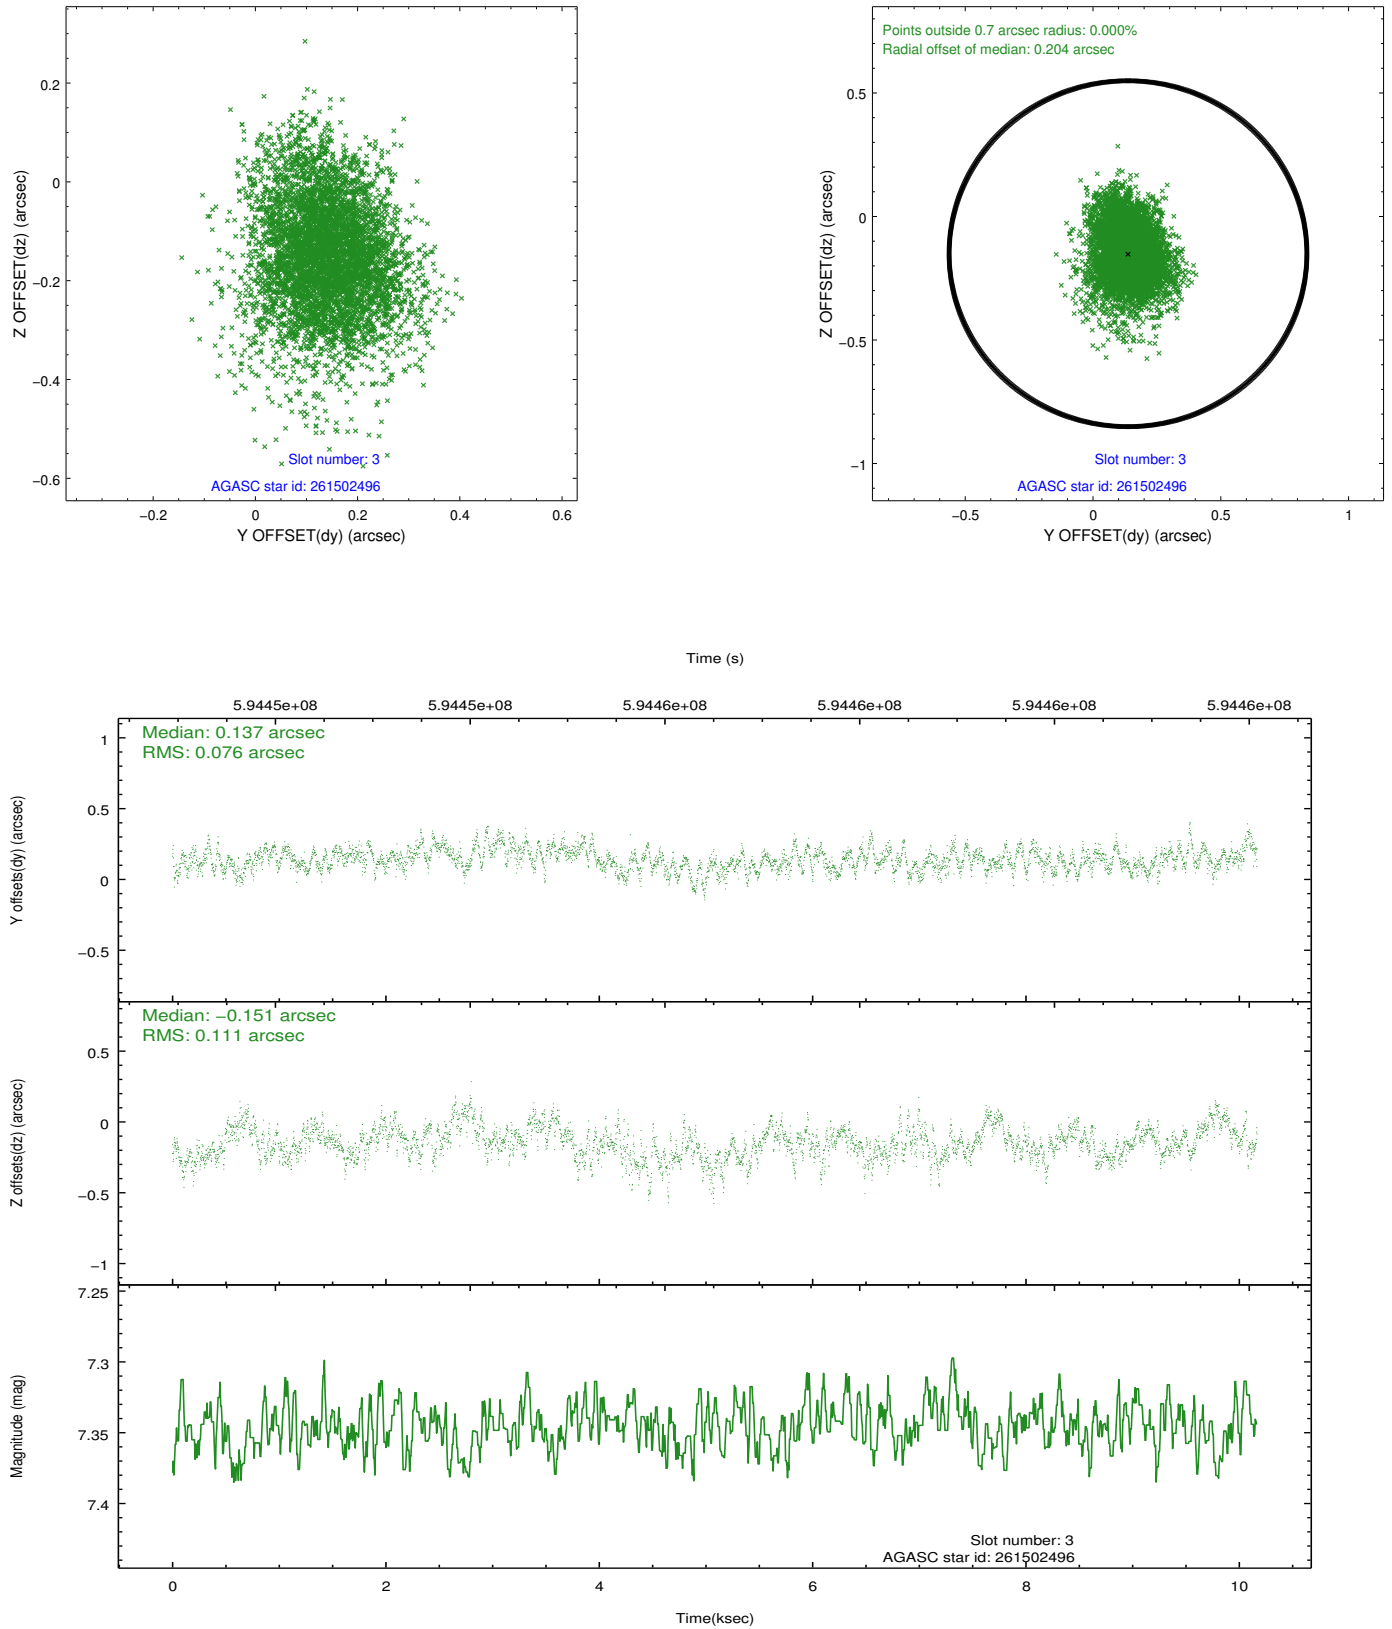 0.2
0
−0.2
−0.4
−0.6
Z OFFSET(dz) (arcsec)
Slot number: 3
AGASC star id: 261502496
−0.2 0 0.2 0.4 0.6
Y OFFSET(dy) (arcsec)
Points outside 0.7 arcsec radius: 0.000%
Radial offset of median: 0.204 arcsec
0.5
0
−0.5
−1
Z OFFSET(dz) (arcsec)
Slot number: 3
AGASC star id: 261502496
−0.5 0 0.5 1
Y OFFSET(dy) (arcsec)
Time (s)
5.9445e+08 5.9445e+08 5.9446e+08 5.9446e+08 5.9446e+08 5.9446e+08
Median: 0.137 arcsec
RMS: 0.076 arcsec
1
0.5
0
−0.5
Y offsets(dy) (arcsec)
Median: −0.151 arcsec
RMS: 0.111 arcsec
0.5
0
−0.5
−1
Z offsets(dz) (arcsec)
7.25
7.3
7.35
7.4
Magnitude (mag)
Slot number: 3
AGASC star id: 261502496
0 2 4 6 8 10
Time(ksec)